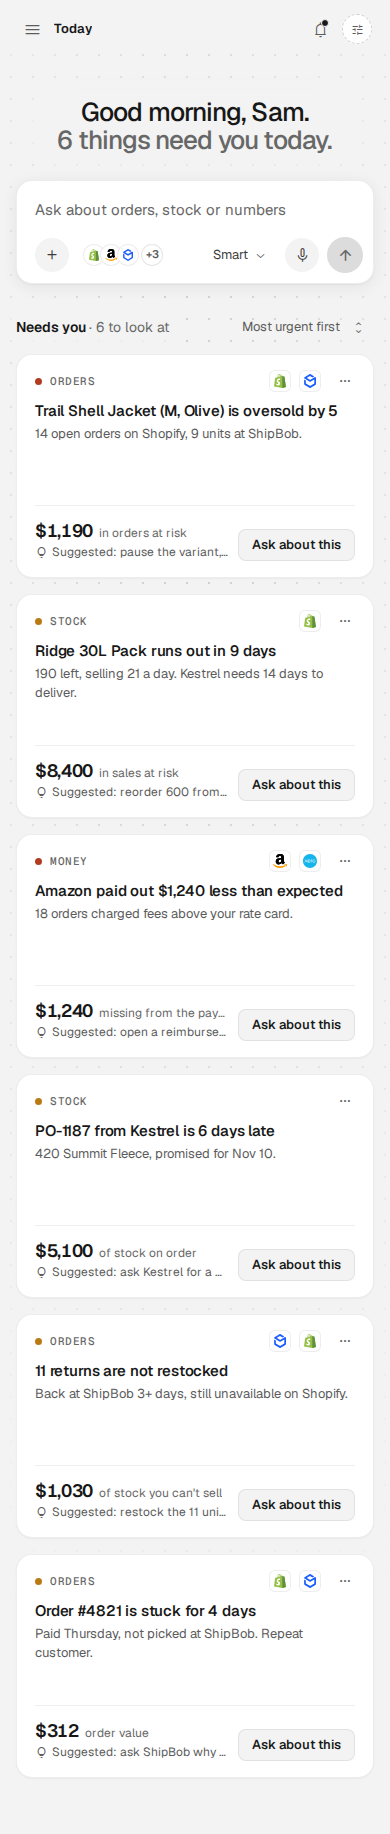 Today
Good morning, Sam.
6 things need you today.
Ask about orders, stock or numbers
+3
Smart
Needs you · 6 to look at
Most urgent first
ORDERS
Trail Shell Jacket (M, Olive) is oversold by 5
14 open orders on Shopify, 9 units at ShipBob.
$1,190 in orders at risk
Suggested: pause the variant,...
Ask about this
STOCK
Ridge 30L Pack runs out in 9 days
190 left, selling 21 a day. Kestrel needs 14 days to
deliver.
$8,400 in sales at risk
Suggested: reorder 600 from...
Ask about this
MONEY
Amazon paid out $1,240 less than expected
18 orders charged fees above your rate card.
$1,240 missing from the pay...
Suggested: open a reimburse...
Ask about this
STOCK
PO-1187 from Kestrel is 6 days late
420 Summit Fleece, promised for Nov 10.
$5,100 of stock on order
Suggested: ask Kestrel for a ...
Ask about this
ORDERS
11 returns are not restocked
Back at ShipBob 3+ days, still unavailable on Shopify.
$1,030 of stock you can't sell
Suggested: restock the 11 uni...
Ask about this
ORDERS
Order #4821 is stuck for 4 days
Paid Thursday, not picked at ShipBob. Repeat
customer.
$312 order value
Suggested: ask ShipBob why ...
Ask about this